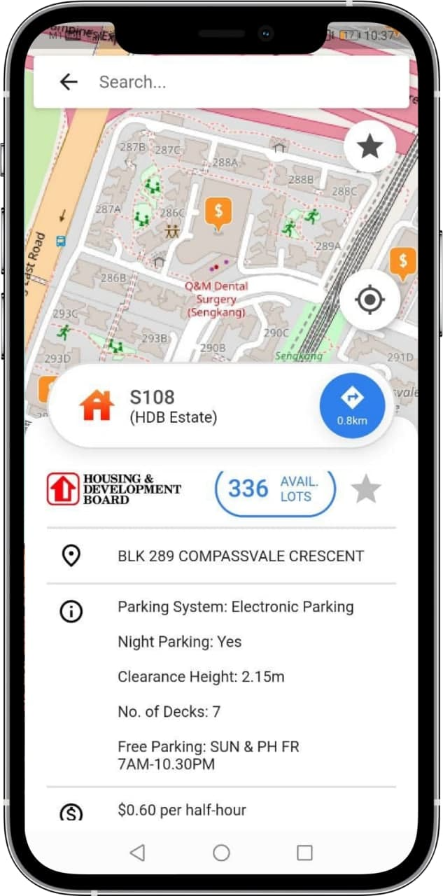 10:37
Search...
287B
287C
288A
288B
288C
287A
286C
289A
East Road
286B
Q&M Dental
Surgery
(Sengkang)
293C
290C
293B
290B
Sengkang
291D
293D
S108
(HDB Estate)
0.8km
HOUSING &
DEVELOPMENT
BOARD
336
AVAIL.
LOTS
BLK 289 COMPASSVALE CRESCENT
Parking System: Electronic Parking
Night Parking: Yes
Clearance Height: 2.15m
No. of Decks: 7
Free Parking: SUN & PH FR
7AM-10.30PM
$0.60 per half-hour